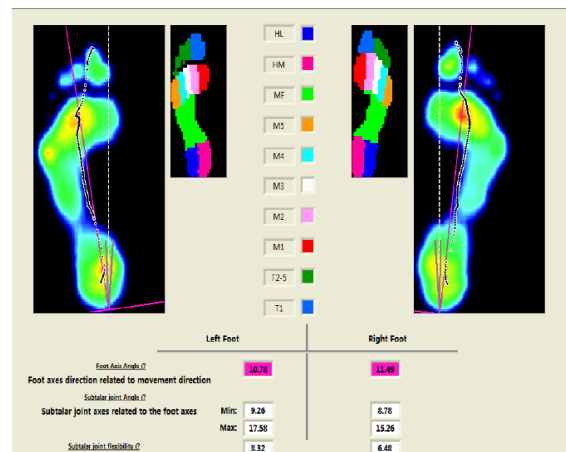 HL
HM
MF
M5
M4
M3
M2
M1
T2-5
T1
Left Foot Right Foot
Foot Axis Angle (?
10.78 11.49
Foot axes direction related to movement direction
Subtalar joint Angle (?
Subtalar joint axes related to the foot axes Min: 9.26 8.78
Max: 17.58 15.26
Subtalar joint flexibility (? 8.32 6.48